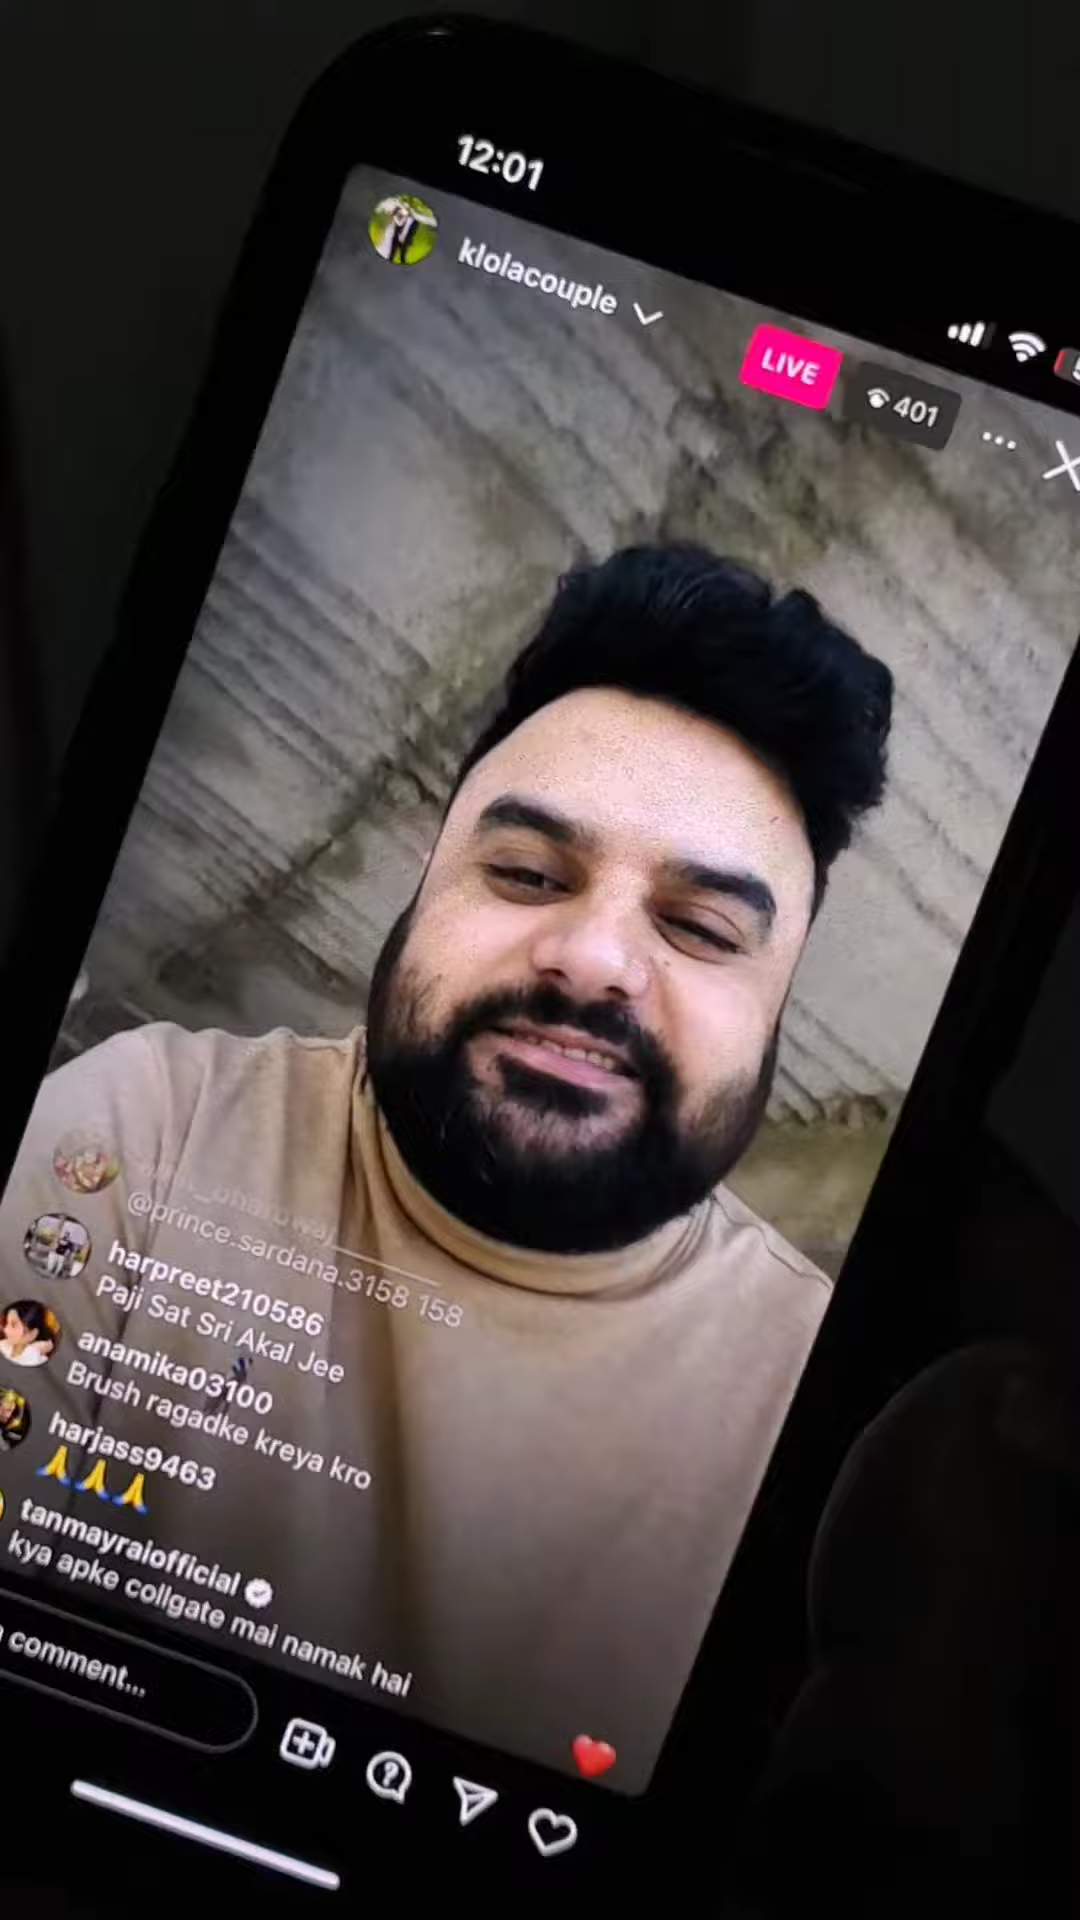 12:01
klolacouple
LIVE
401
@prince.sardana.3158 158
harpreet210586
Paji Sat Sri Akal Jee
anamika03100
Brush ragadke kreya kro
harjass9463
tanmayraiofficial
kya apke collgate mai namak hai
comment...